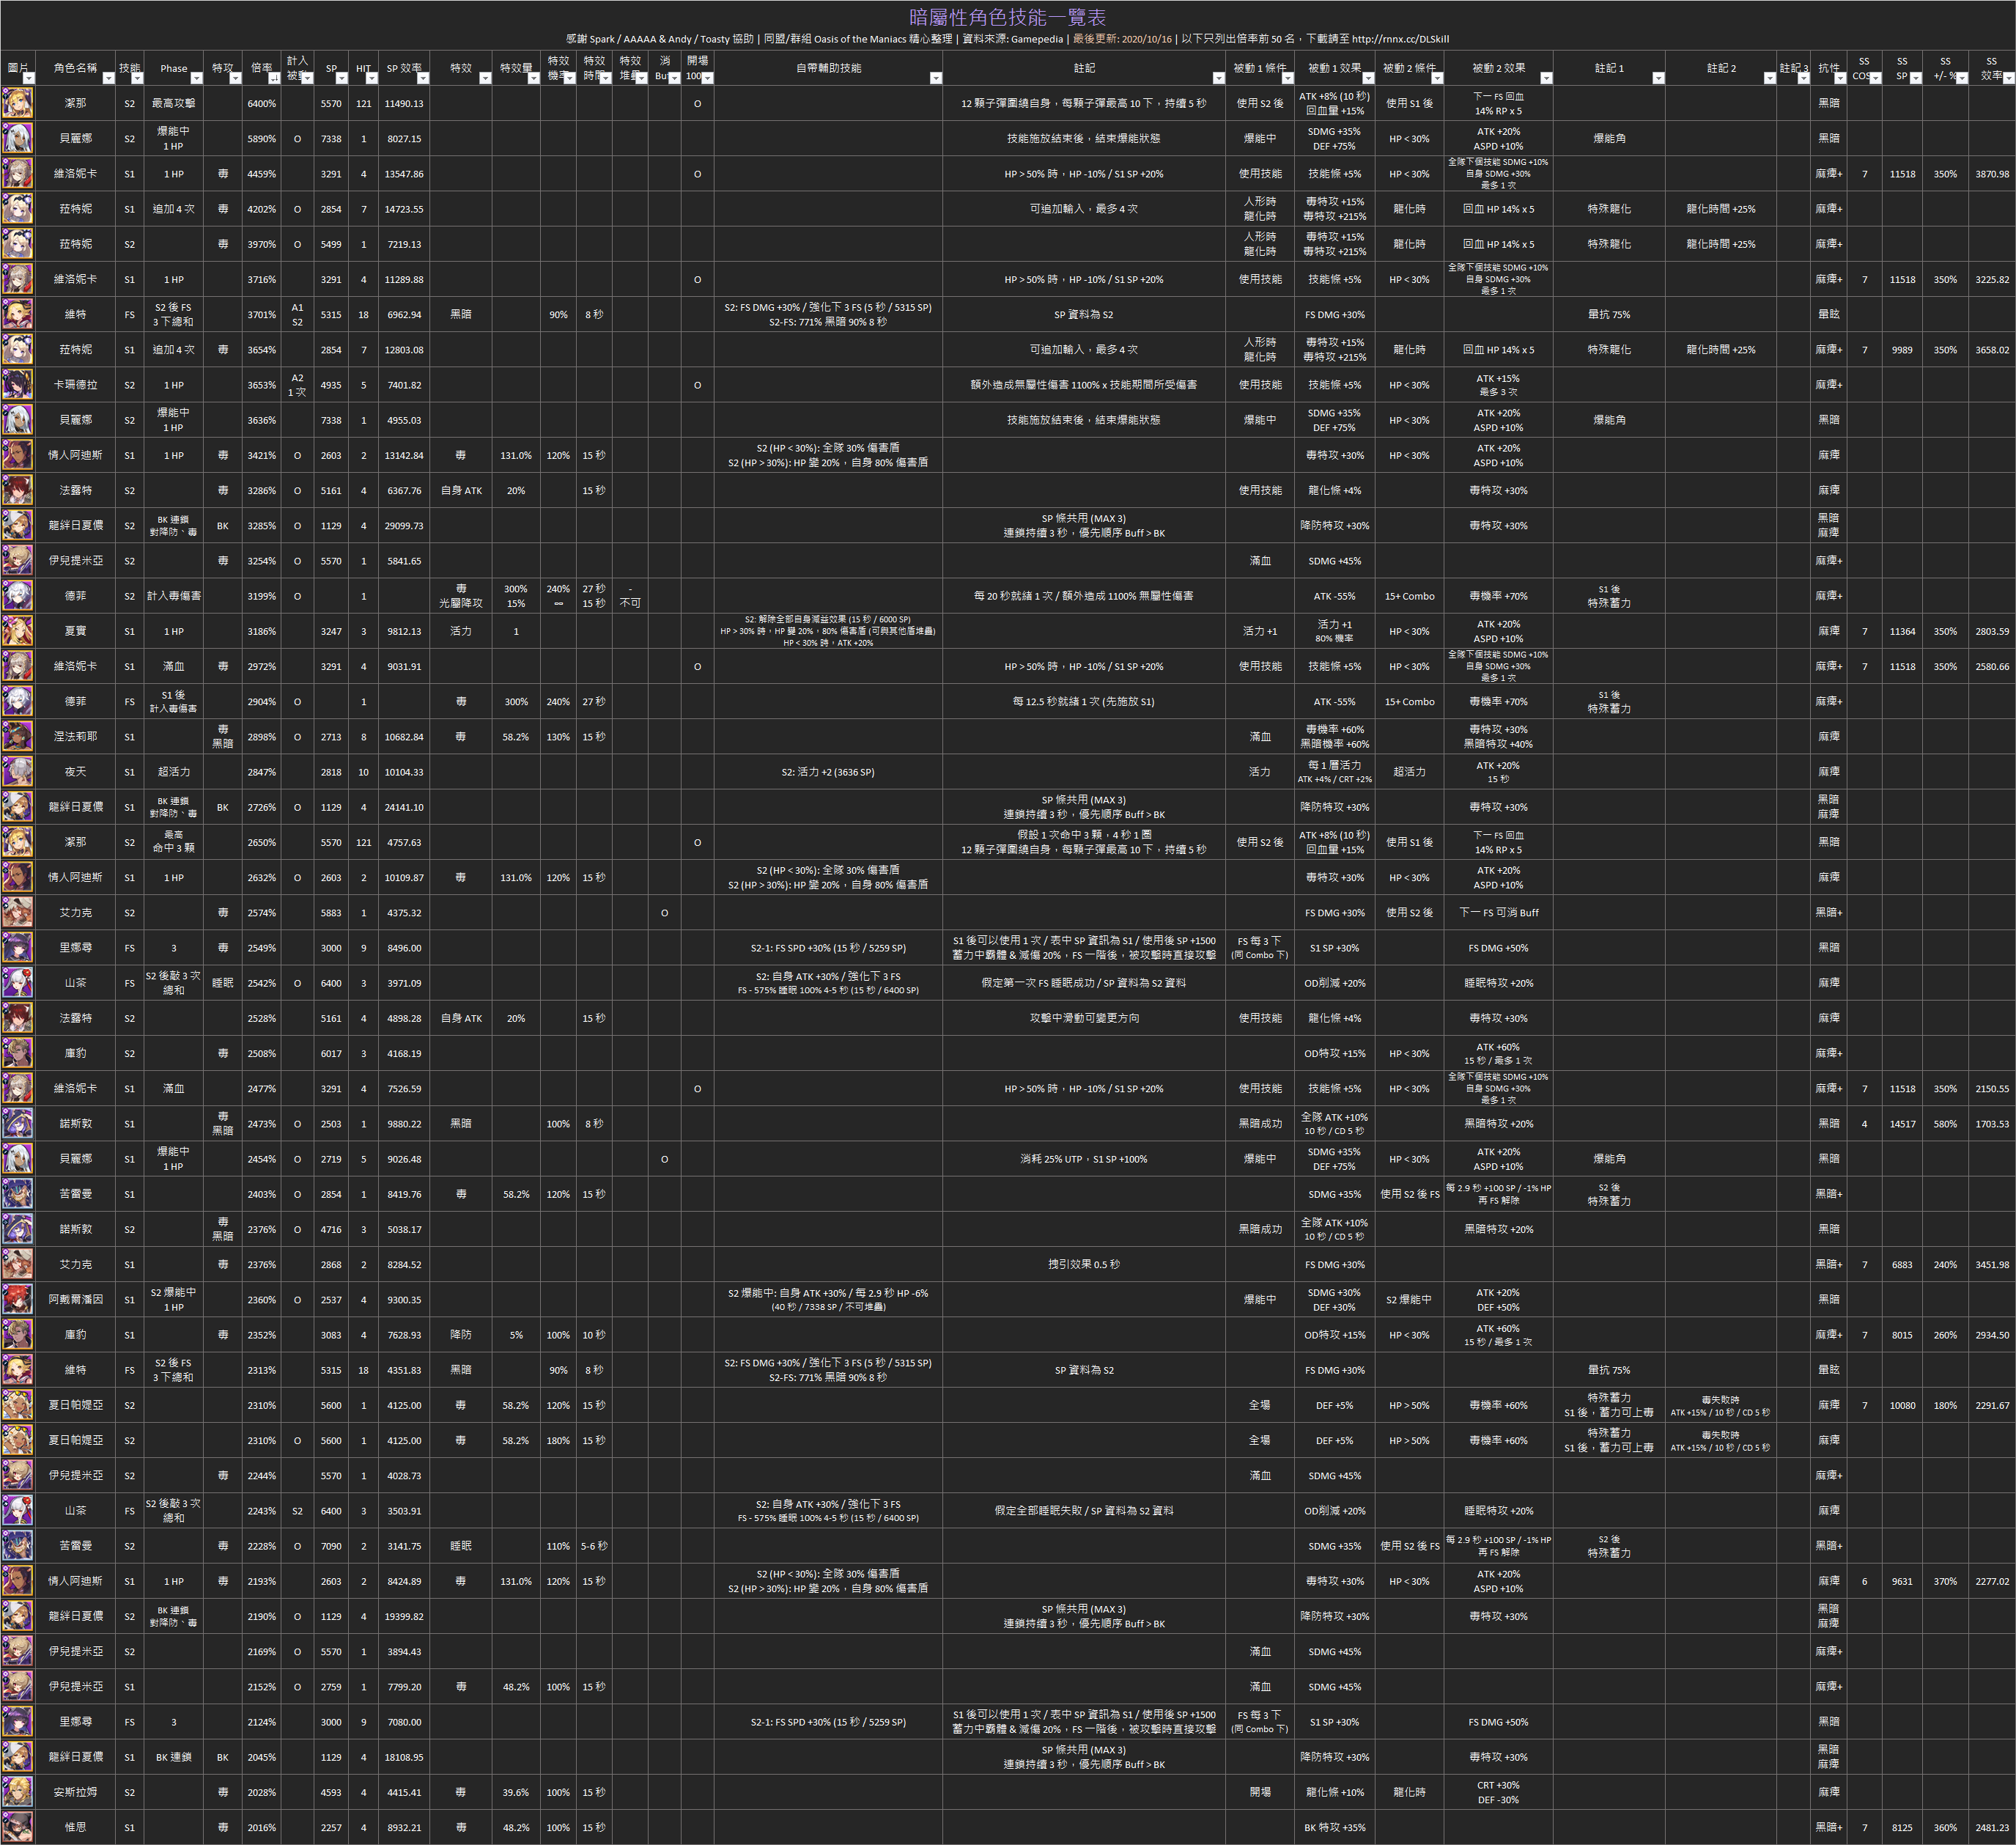 暗屬性角色技能一覽表
感謝 Spark / AAAAA & Andy / Toasty 協助 | 同盟/群組 Oasis of the Maniacs 精心整理 | 資料來源: Gamepedia | 最後更新: 2020/10/16 | 以下只列出倍率前 50 名，下載請至 http://rnnx.cc/DLSkill
圖片 角色名稱 技能 Phase 特攻 倍率 計入被動 SP HIT SP 效率 特效 特效量 特效機率 特效時間 特效堆疊 消Buff 開場100% 自帶輔助技能 註記 被動 1 條件 被動 1 效果 被動 2 條件 被動 2 效果 註記 1 註記 2 註記 3 抗性 SS COST SS SP SS +/- % SS 效率
潔那 S2 最高攻擊 6400% 5570 121 11490.13 O 12 顆子彈圍繞自身，每顆子彈最高 10 下，持續 5 秒 使用 S2 後 ATK +8% (10 秒) 回血量 +15% 使用 S1 後 下一 FS 回血 14% RP x 5 黑暗
貝麗娜 S2 爆能中 1 HP 5890% O 7338 1 8027.15 技能施放結束後，結束爆能狀態 爆能中 SDMG +35% DEF +75% HP < 30% ATK +20% ASPD +10% 爆能角 黑暗
維洛妮卡 S1 1 HP 毒 4459% 3291 4 13547.86 O HP > 50% 時，HP -10% / S1 SP +20% 使用技能 技能條 +5% HP < 30% 全隊下個技能 SDMG +10% 自身 SDMG +30% 最多 1 次 麻痺+ 7 11518 350% 3870.98
菈特妮 S1 追加 4 次 毒 4202% O 2854 7 14723.55 可追加輸入，最多 4 次 人形時 龍化時 毒特攻 +15% 毒特攻 +215% 龍化時 回血 HP 14% x 5 特殊龍化 龍化時間 +25% 麻痺+
菈特妮 S2 毒 3970% O 5499 1 7219.13 人形時 龍化時 毒特攻 +15% 毒特攻 +215% 龍化時 回血 HP 14% x 5 特殊龍化 龍化時間 +25% 麻痺+
維洛妮卡 S1 1 HP 3716% 3291 4 11289.88 O HP > 50% 時，HP -10% / S1 SP +20% 使用技能 技能條 +5% HP < 30% 全隊下個技能 SDMG +10% 自身 SDMG +30% 最多 1 次 麻痺+ 7 11518 350% 3225.82
維特 FS S2 後 FS 3 下總和 3701% A1 S2 5315 18 6962.94 黑暗 90% 8 秒 S2: FS DMG +30% / 強化下 3 FS (5 秒 / 5315 SP) S2-FS: 771% 黑暗 90% 8 秒 SP 資料為 S2 FS DMG +30% 暈抗 75% 暈眩
菈特妮 S1 追加 4 次 毒 3654% 2854 7 12803.08 可追加輸入，最多 4 次 人形時 龍化時 毒特攻 +15% 毒特攻 +215% 龍化時 回血 HP 14% x 5 特殊龍化 龍化時間 +25% 麻痺+ 7 9989 350% 3658.02
卡珊德拉 S2 1 HP 3653% A2 1 次 4935 5 7401.82 O 額外造成無屬性傷害 1100% x 技能期間所受傷害 使用技能 技能條 +5% HP < 30% ATK +15% 最多 3 次 麻痺+
貝麗娜 S2 爆能中 1 HP 3636% 7338 1 4955.03 技能施放結束後，結束爆能狀態 爆能中 SDMG +35% DEF +75% HP < 30% ATK +20% ASPD +10% 爆能角 黑暗
情人阿迪斯 S1 1 HP 毒 3421% O 2603 2 13142.84 毒 131.0% 120% 15 秒 S2 (HP < 30%): 全隊 30% 傷害盾 S2 (HP > 30%): HP 變 20%，自身 80% 傷害盾 毒特攻 +30% HP < 30% ATK +20% ASPD +10% 麻痺
法露特 S2 毒 3286% O 5161 4 6367.76 自身 ATK 20% 15 秒 使用技能 龍化條 +4% 毒特攻 +30% 麻痺
龍絆日夏儂 S2 BK 連鎖 對降防、毒 BK 3285% O 1129 4 29099.73 SP 條共用 (MAX 3) 連鎖持續 3 秒，優先順序 Buff > BK 降防特攻 +30% 毒特攻 +30% 黑暗 麻痺
伊兒提米亞 S2 毒 3254% O 5570 1 5841.65 滿血 SDMG +45% 麻痺+
德菲 S2 計入毒傷害 3199% O 1 毒 光屬降攻 300% 15% 240% ∞ 27 秒 15 秒 - 不可 每 20 秒就緒 1 次 / 額外造成 1100% 無屬性傷害 ATK -55% 15+ Combo 毒機率 +70% S1 後 特殊蓄力 麻痺+
夏實 S1 1 HP 3186% 3247 3 9812.13 活力 1 S2: 解除全部自身減益效果 (15 秒 / 6000 SP) HP > 30% 時，HP 變 20%，80% 傷害盾 (可與其他盾堆疊) HP < 30% 時，ATK +20% 活力 +1 活力 +1 80% 機率 HP < 30% ATK +20% ASPD +10% 麻痺 7 11364 350% 2803.59
維洛妮卡 S1 滿血 毒 2972% 3291 4 9031.91 O HP > 50% 時，HP -10% / S1 SP +20% 使用技能 技能條 +5% HP < 30% 全隊下個技能 SDMG +10% 自身 SDMG +30% 最多 1 次 麻痺+ 7 11518 350% 2580.66
德菲 FS S1 後 計入毒傷害 2904% O 1 毒 300% 240% 27 秒 每 12.5 秒就緒 1 次 (先施放 S1) ATK -55% 15+ Combo 毒機率 +70% S1 後 特殊蓄力 麻痺+
涅法莉耶 S1 毒 黑暗 2898% O 2713 8 10682.84 毒 58.2% 130% 15 秒 滿血 毒機率 +60% 黑暗機率 +60% 毒特攻 +30% 黑暗特攻 +40% 麻痺
夜天 S1 超活力 2847% O 2818 10 10104.33 S2: 活力 +2 (3636 SP) 活力 每 1 層活力 ATK +4% / CRT +2% 超活力 ATK +20% 15 秒 麻痺
龍絆日夏儂 S1 BK 連鎖 對降防、毒 BK 2726% O 1129 4 24141.10 SP 條共用 (MAX 3) 連鎖持續 3 秒，優先順序 Buff > BK 降防特攻 +30% 毒特攻 +30% 黑暗 麻痺
潔那 S2 最高 命中 3 顆 2650% 5570 121 4757.63 O 假設 1 次命中 3 顆，4 秒 1 圈 12 顆子彈圍繞自身，每顆子彈最高 10 下，持續 5 秒 使用 S2 後 ATK +8% (10 秒) 回血量 +15% 使用 S1 後 下一 FS 回血 14% RP x 5 黑暗
情人阿迪斯 S1 1 HP 2632% O 2603 2 10109.87 毒 131.0% 120% 15 秒 S2 (HP < 30%): 全隊 30% 傷害盾 S2 (HP > 30%): HP 變 20%，自身 80% 傷害盾 毒特攻 +30% HP < 30% ATK +20% ASPD +10% 麻痺
艾力克 S2 毒 2574% 5883 1 4375.32 O FS DMG +30% 使用 S2 後 下一 FS 可消 Buff 黑暗+
里娜尋 FS 3 毒 2549% 3000 9 8496.00 S2-1: FS SPD +30% (15 秒 / 5259 SP) S1 後可以使用 1 次 / 表中 SP 資訊為 S1 / 使用後 SP +1500 蓄力中霸體 & 減傷 20%，FS 一階後，被攻擊時直接攻擊 FS 每 3 下 (同 Combo 下) S1 SP +30% FS DMG +50% 黑暗
山茶 FS S2 後敲 3 次 總和 睡眠 2542% O 6400 3 3971.09 S2: 自身 ATK +30% / 強化下 3 FS FS - 575% 睡眠 100% 4-5 秒 (15 秒 / 6400 SP) 假定第一次 FS 睡眠成功 / SP 資料為 S2 資料 OD削減 +20% 睡眠特攻 +20% 麻痺
法露特 S2 2528% 5161 4 4898.28 自身 ATK 20% 15 秒 攻擊中滑動可變更方向 使用技能 龍化條 +4% 毒特攻 +30% 麻痺
庫豹 S2 2508% 6017 3 4168.19 OD特攻 +15% HP < 30% ATK +60% 15 秒 / 最多 1 次 麻痺+
維洛妮卡 S1 滿血 2477% 3291 4 7526.59 O HP > 50% 時，HP -10% / S1 SP +20% 使用技能 技能條 +5% HP < 30% 全隊下個技能 SDMG +10% 自身 SDMG +30% 最多 1 次 麻痺+ 7 11518 350% 2150.55
諾斯敦 S1 毒 黑暗 2473% O 2503 1 9880.22 黑暗 100% 8 秒 黑暗成功 全隊 ATK +10% 10 秒 / CD 5 秒 黑暗特攻 +20% 黑暗 4 14517 580% 1703.53
貝麗娜 S1 爆能中 1 HP 2454% O 2719 5 9026.48 O 消耗 25% UTP，S1 SP +100% 爆能中 SDMG +35% DEF +75% HP < 30% ATK +20% ASPD +10% 爆能角 黑暗
苦雷曼 S1 2403% O 2854 1 8419.76 毒 58.2% 120% 15 秒 SDMG +35% 使用 S2 後 FS 每 2.9 秒 +100 SP / -1% HP 再 FS 解除 S2 後 特殊蓄力 黑暗+
諾斯敦 S2 毒 黑暗 2376% O 4716 3 5038.17 黑暗成功 全隊 ATK +10% 10 秒 / CD 5 秒 黑暗特攻 +20% 黑暗
艾力克 S1 毒 2376% 2868 2 8284.52 拽引效果 0.5 秒 FS DMG +30% 黑暗+ 7 6883 240% 3451.98
阿戴爾潘因 S1 S2 爆能中 1 HP 2360% O 2537 4 9300.35 S2 爆能中: 自身 ATK +30% / 每 2.9 秒 HP -6% (40 秒 / 7338 SP / 不可堆疊) 爆能中 SDMG +30% DEF +30% S2 爆能中 ATK +20% DEF +50% 黑暗
庫豹 S1 毒 2352% 3083 4 7628.93 降防 5% 100% 10 秒 OD特攻 +15% HP < 30% ATK +60% 15 秒 / 最多 1 次 麻痺+ 7 8015 260% 2934.50
維特 FS S2 後 FS 3 下總和 2313% 5315 18 4351.83 黑暗 90% 8 秒 S2: FS DMG +30% / 強化下 3 FS (5 秒 / 5315 SP) S2-FS: 771% 黑暗 90% 8 秒 SP 資料為 S2 FS DMG +30% 暈抗 75% 暈眩
夏日帕媞亞 S2 2310% 5600 1 4125.00 毒 58.2% 120% 15 秒 全場 DEF +5% HP > 50% 毒機率 +60% 特殊蓄力 S1 後，蓄力可上毒 毒失敗時 ATK +15% / 10 秒 / CD 5 秒 麻痺 7 10080 180% 2291.67
夏日帕媞亞 S2 2310% O 5600 1 4125.00 毒 58.2% 180% 15 秒 全場 DEF +5% HP > 50% 毒機率 +60% 特殊蓄力 S1 後，蓄力可上毒 毒失敗時 ATK +15% / 10 秒 / CD 5 秒 麻痺
伊兒提米亞 S2 毒 2244% 5570 1 4028.73 滿血 SDMG +45% 麻痺+
山茶 FS S2 後敲 3 次 總和 2243% S2 6400 3 3503.91 S2: 自身 ATK +30% / 強化下 3 FS FS - 575% 睡眠 100% 4-5 秒 (15 秒 / 6400 SP) 假定全部睡眠失敗 / SP 資料為 S2 資料 OD削減 +20% 睡眠特攻 +20% 麻痺
苦雷曼 S2 毒 2228% O 7090 2 3141.75 睡眠 110% 5-6 秒 SDMG +35% 使用 S2 後 FS 每 2.9 秒 +100 SP / -1% HP 再 FS 解除 S2 後 特殊蓄力 黑暗+
情人阿迪斯 S1 1 HP 毒 2193% 2603 2 8424.89 毒 131.0% 120% 15 秒 S2 (HP < 30%): 全隊 30% 傷害盾 S2 (HP > 30%): HP 變 20%，自身 80% 傷害盾 毒特攻 +30% HP < 30% ATK +20% ASPD +10% 麻痺 6 9631 370% 2277.02
龍絆日夏儂 S2 BK 連鎖 對降防、毒 2190% O 1129 4 19399.82 SP 條共用 (MAX 3) 連鎖持續 3 秒，優先順序 Buff > BK 降防特攻 +30% 毒特攻 +30% 黑暗 麻痺
伊兒提米亞 S2 2169% O 5570 1 3894.43 滿血 SDMG +45% 麻痺+
伊兒提米亞 S1 2152% O 2759 1 7799.20 毒 48.2% 100% 15 秒 滿血 SDMG +45% 麻痺+
里娜尋 FS 3 2124% 3000 9 7080.00 S2-1: FS SPD +30% (15 秒 / 5259 SP) S1 後可以使用 1 次 / 表中 SP 資訊為 S1 / 使用後 SP +1500 蓄力中霸體 & 減傷 20%，FS 一階後，被攻擊時直接攻擊 FS 每 3 下 (同 Combo 下) S1 SP +30% FS DMG +50% 黑暗
龍絆日夏儂 S1 BK 連鎖 BK 2045% 1129 4 18108.95 SP 條共用 (MAX 3) 連鎖持續 3 秒，優先順序 Buff > BK 降防特攻 +30% 毒特攻 +30% 黑暗 麻痺
安斯拉姆 S2 毒 2028% 4593 4 4415.41 毒 39.6% 100% 15 秒 開場 龍化條 +10% 龍化時 CRT +30% DEF -30% 麻痺
惟思 S1 毒 2016% 2257 4 8932.21 毒 48.2% 100% 15 秒 BK 特攻 +35% 黑暗+ 7 8125 360% 2481.23